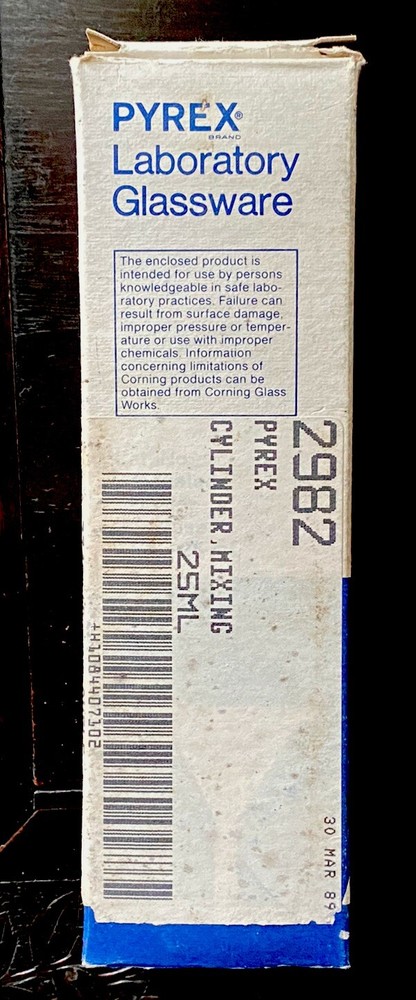 PYREX®
BRAND
Laboratory
Glassware
The enclosed product is
intended for use by persons
knowledgeable in safe labo-
ratory practices. Failure can
result from surface damage,
improper pressure or temper-
ature or use with improper
chemicals. Information
concerning limitations of
Corning products can be
obtained from Corning Glass
Works.
2982
PYREX
CYLINDER,MIXING
25ML
+H1084407102
30 MAR 89